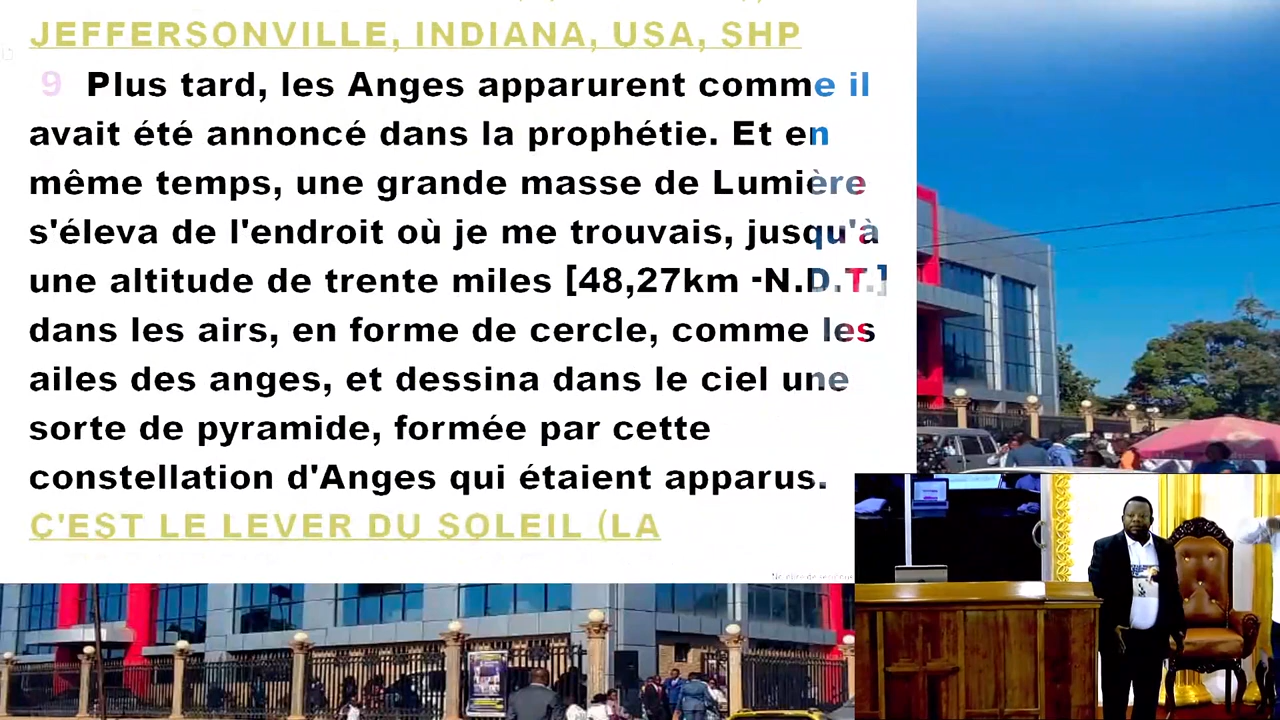 JEFFERSONVILLE, INDIANA, USA, SHP
9 Plus tard, les Anges apparurent comme il
avait été annoncé dans la prophétie. Et en
même temps, une grande masse de Lumière
s'éleva de l'endroit où je me trouvais, jusqu'à
une altitude de trente miles [48,27km -N.D.T.]
dans les airs, en forme de cercle, comme les
ailes des anges, et dessina dans le ciel une
sorte de pyramide, formée par cette
constellation d'Anges qui étaient apparus.
C'EST LE LEVER DU SOLEIL (LA